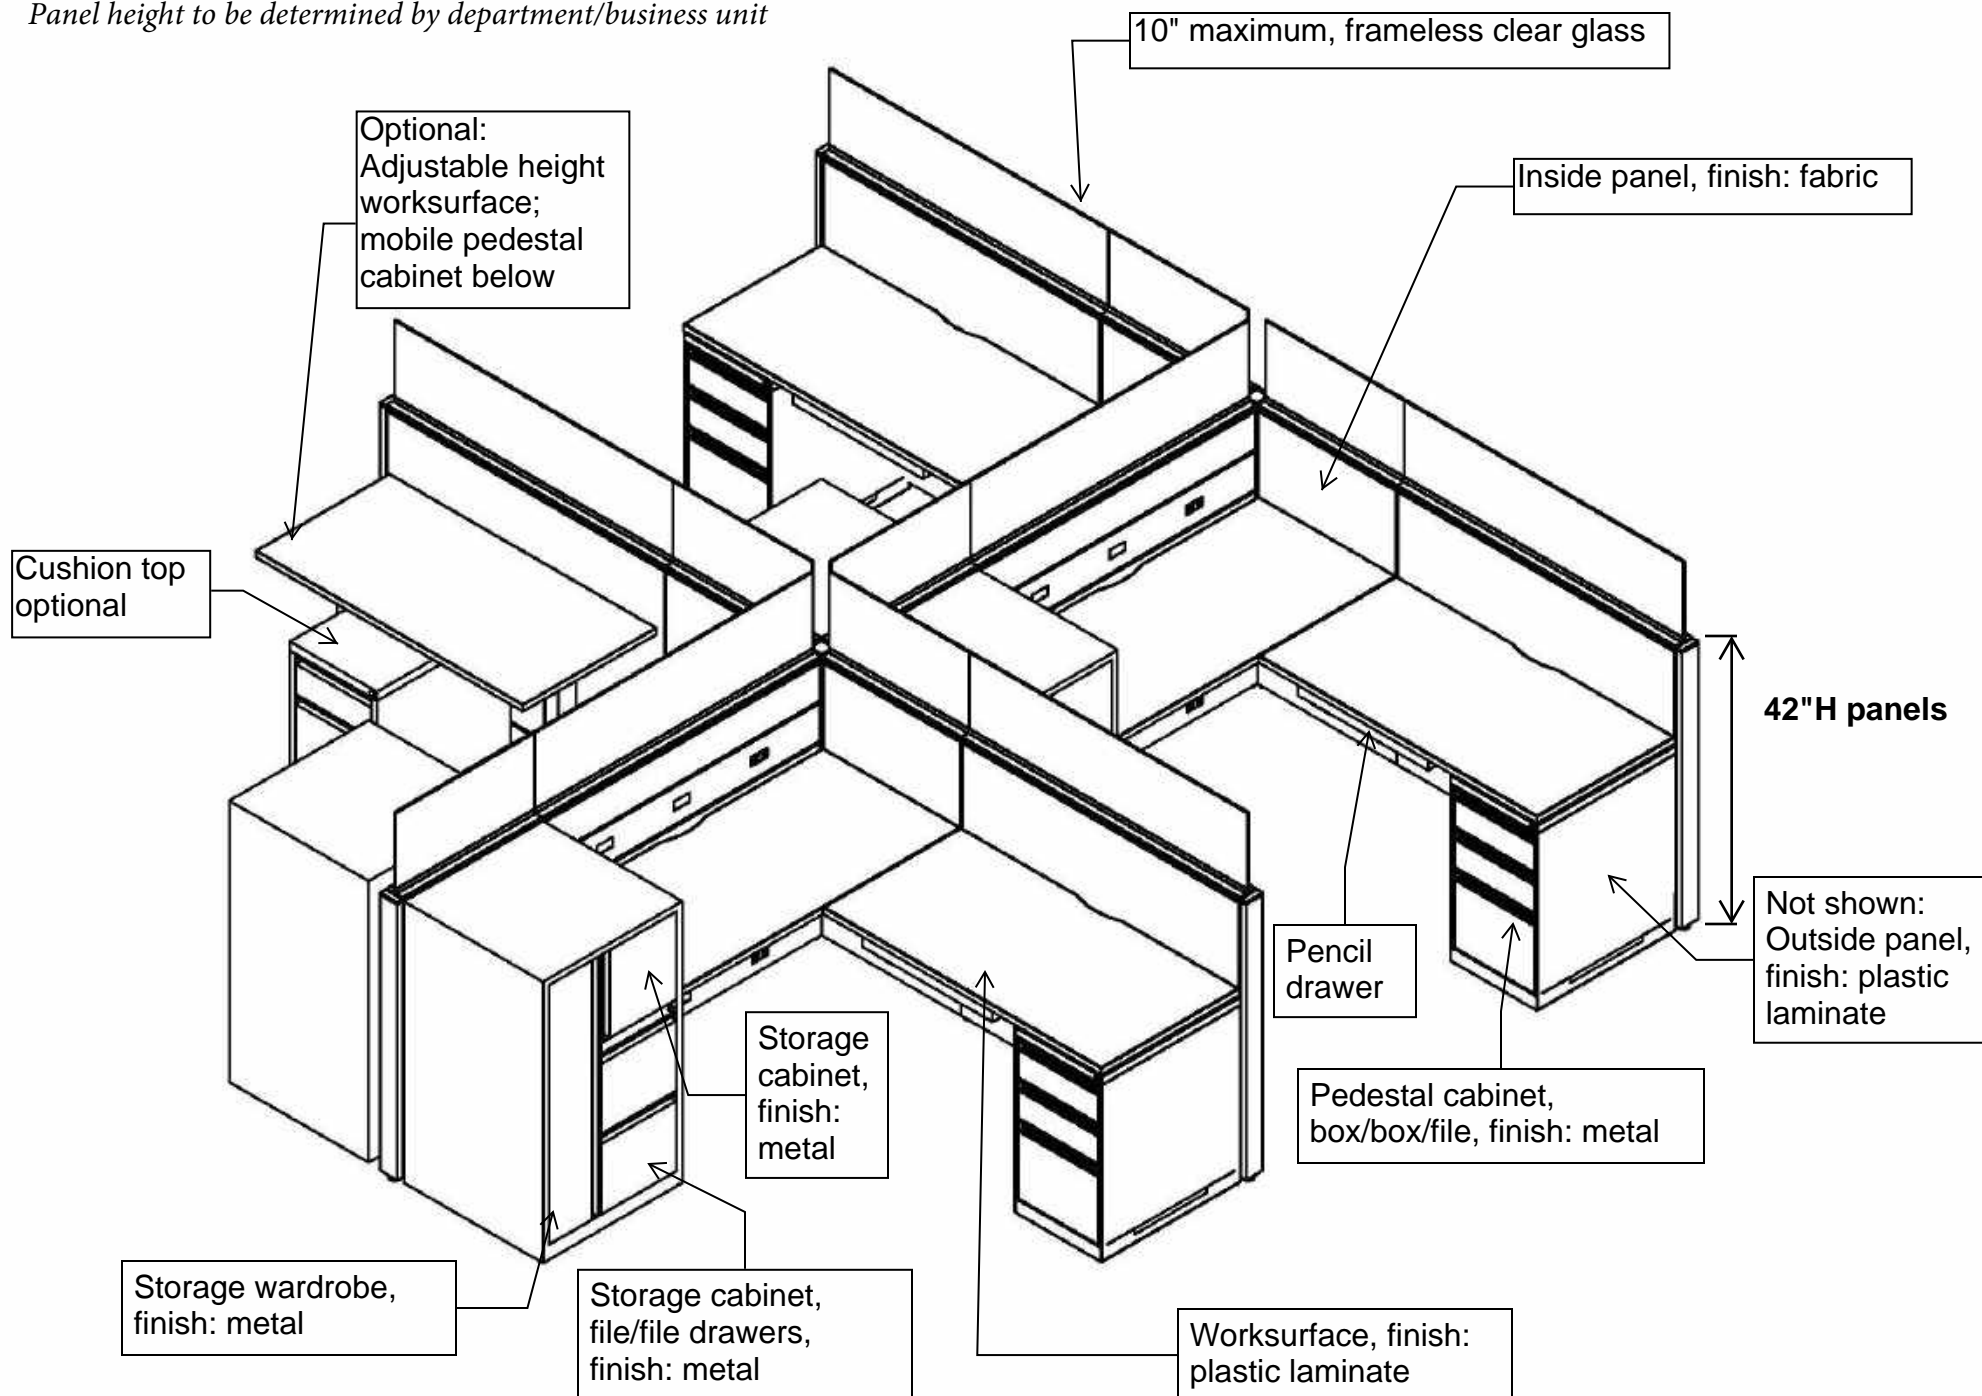 Panel height to be determined by department/business unit
10" maximum, frameless clear glass
Optional:
Adjustable height
worksurface;
mobile pedestal
cabinet below
Inside panel, finish: fabric
Cushion top
optional
42"H panels
Not shown:
Outside panel,
finish: plastic
laminate
Pencil
drawer
Storage
cabinet,
finish:
metal
Pedestal cabinet,
box/box/file, finish: metal
Storage wardrobe,
finish: metal
Storage cabinet,
file/file drawers,
finish: metal
Worksurface, finish:
plastic laminate